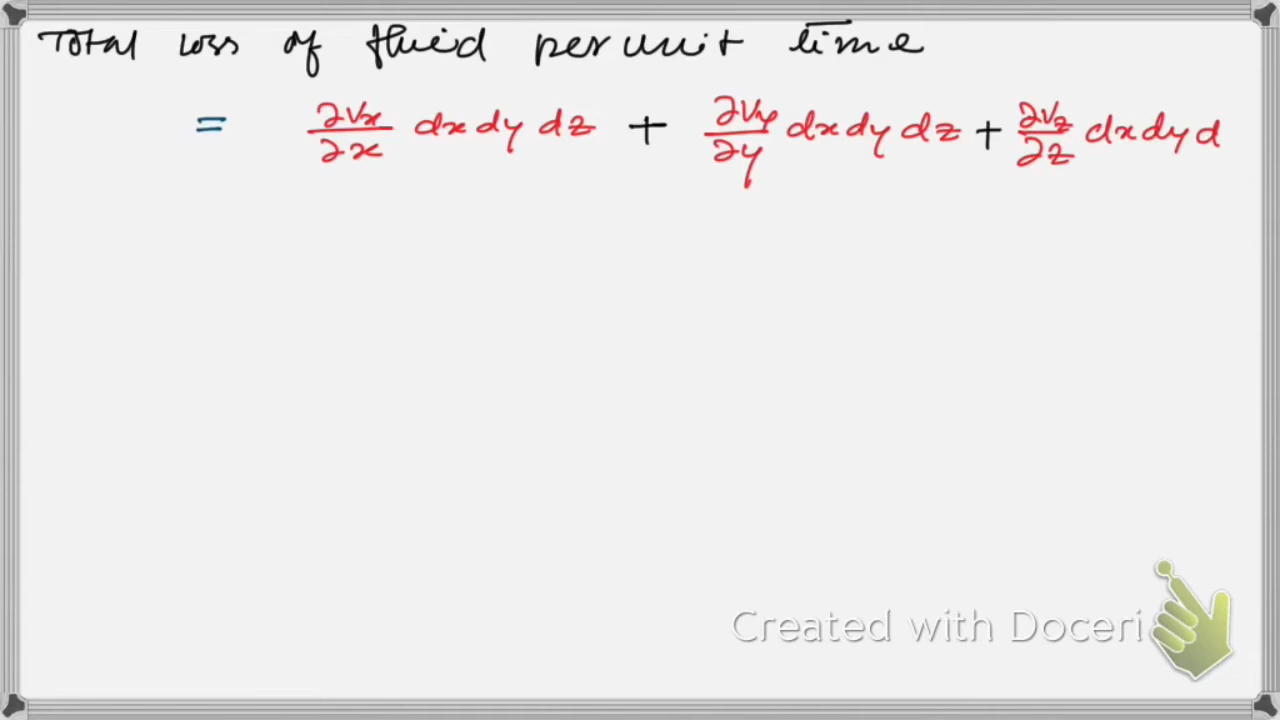 Total loss of fluid per unit time
= ∂Vx/∂x dx dy dz + ∂Vy/∂y dx dy dz + ∂Vz/∂z dx dy d
Created with Doceri